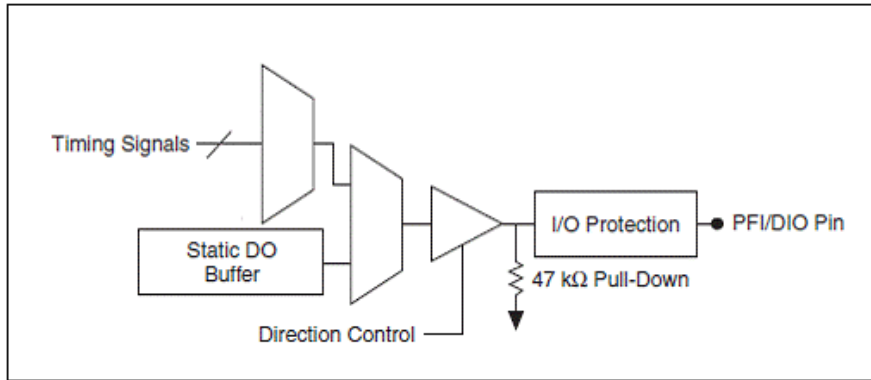 Timing Signals
Static DO
Buffer
I/O Protection
PFI/DIO Pin
47 kΩ Pull-Down
Direction Control